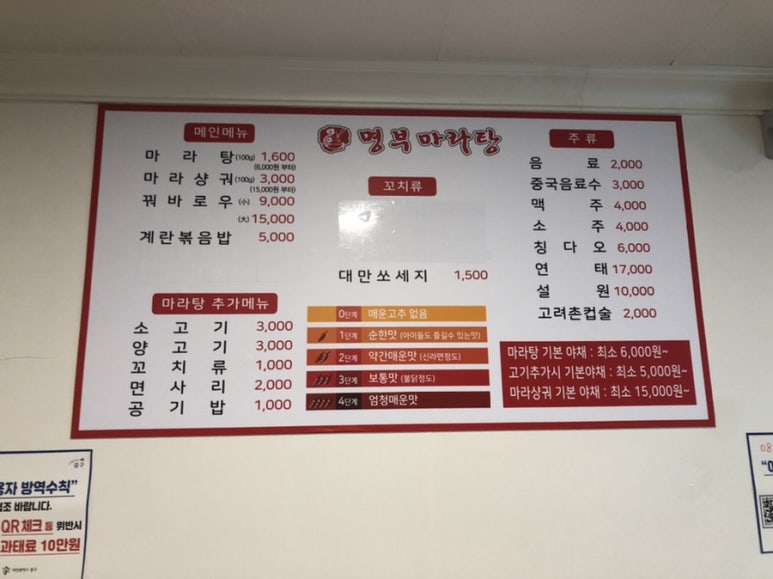 명부마라탕
메인메뉴
마라탕(100g) 1,600
(6,000원 부터)
마라샹궈(100g) 3,000
(15,000원 부터)
꿔바로우(小) 9,000
(大) 15,000
계란볶음밥 5,000
마라탕 추가메뉴
소고기 3,000
양고기 3,000
꼬치류 1,000
면사리 2,000
공기밥 1,000
꼬치류
대만쏘세지 1,500
0단계 매운고추 없음
1단계 순한맛 (아이들도 즐길수 있는맛)
2단계 약간매운맛 (신라면정도)
3단계 보통맛 (불닭정도)
4단계 엄청매운맛
주류
음료 2,000
중국음료수 3,000
맥주 4,000
소주 4,000
칭다오 6,000
연태 17,000
설원 10,000
고려촌컵술 2,000
마라탕 기본 야채 : 최소 6,000원~
고기추가시 기본야채 : 최소 5,000원~
마라샹궈 기본 야채 : 최소 15,000원~
방역수칙"
바랍니다.
QR체크 등 위반시
과태료 10만원